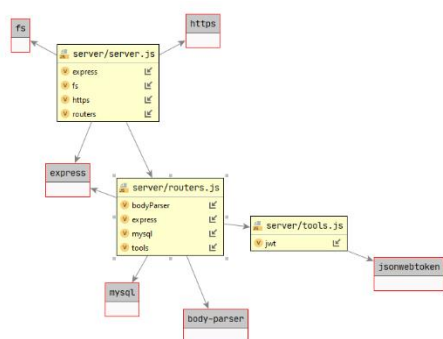 fs
https
server/server.js
express
fs
https
routers
express
server/routers.js
bodyParser
express
mysql
tools
server/tools.js
jwt
jsonwebtoken
mysql
body-parser